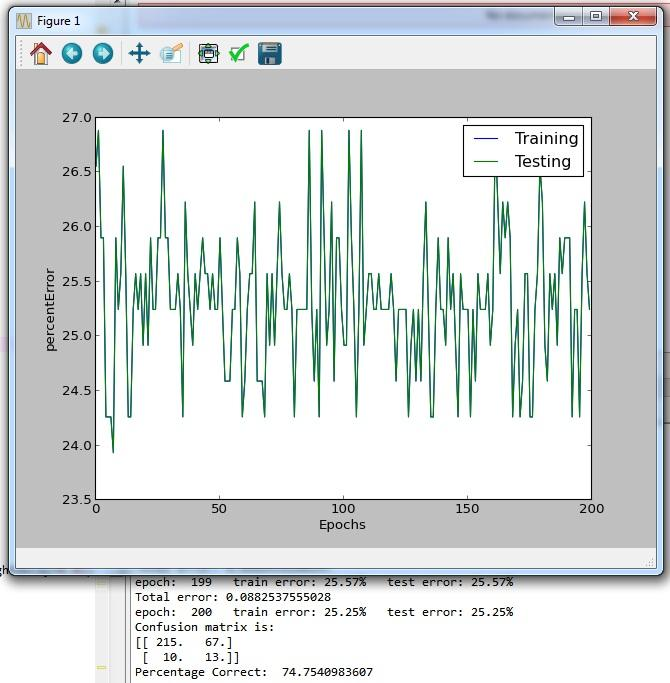 Figure 1
27.0
26.5
26.0
25.5
25.0
24.5
24.0
23.5
percentError
Training
Testing
0
50
100
150
200
Epochs
epoch:  199   train error: 25.57%   test error: 25.57%
Total error: 0.0882537555028
epoch:  200   train error: 25.25%   test error: 25.25%
Confusion matrix is:
[[ 215.   67.]
 [  10.   13.]]
Percentage Correct:  74.7540983607